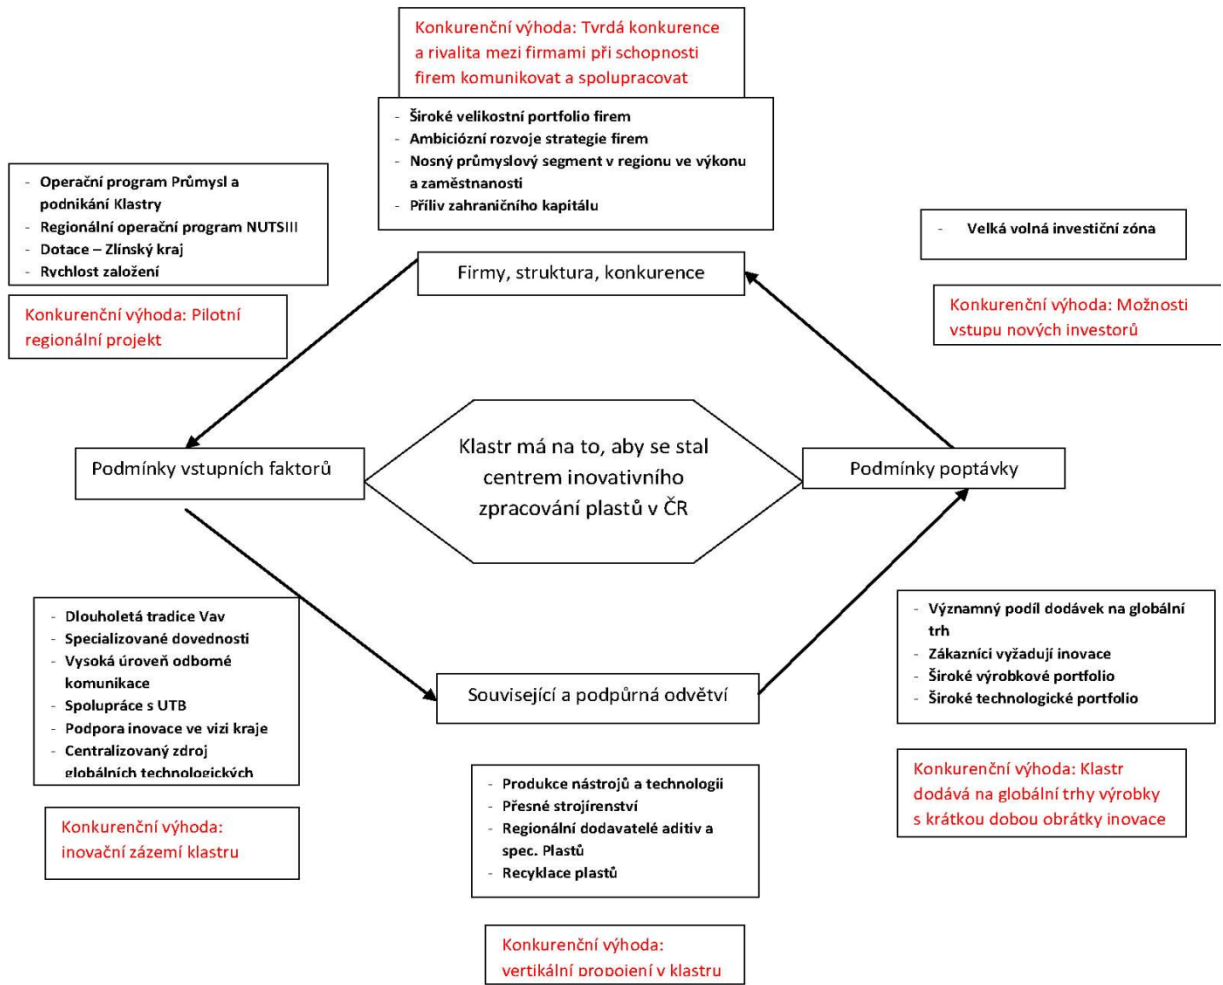 Konkurenční výhoda: Tvrdá konkurence
a rivalita mezi firmami při schopnosti
firem komunikovat a spolupracovat
- Široké velikostní portfolio firem
- Ambiciózní rozvoje strategie firem
- Nosný průmyslový segment v regionu ve výkonu
a zaměstnanosti
- Příliv zahraničního kapitálu
- Operační program Průmysl a
podnikání Klastry
- Regionální operační program NUTSIII
- Dotace – Zlínský kraj
- Rychlost založení
Konkurenční výhoda: Pilotní
regionální projekt
Firmy, struktura, konkurence
- Velká volná investiční zóna
Konkurenční výhoda: Možnosti
vstupu nových investorů
Podmínky vstupních faktorů
Klastr má na to, aby se stal
centrem inovativního
zpracování plastů v ČR
Podmínky poptávky
- Dlouholetá tradice Vav
- Specializované dovednosti
- Vysoká úroveň odborné
komunikace
- Spolupráce s UTB
- Podpora inovace ve vizi kraje
- Centralizovaný zdroj
globálních technologických
Konkurenční výhoda:
inovační zázemí klastru
Související a podpůrná odvětví
- Produkce nástrojů a technologii
- Přesné strojírenství
- Regionální dodavatelé aditiv a
spec. Plastů
- Recyklace plastů
Konkurenční výhoda:
vertikální propojení v klastru
- Významný podíl dodávek na globální
trh
- Zákazníci vyžadují inovace
- Široké výrobkové portfolio
- Široké technologické portfolio
Konkurenční výhoda: Klastr
dodává na globální trhy výrobky
s krátkou dobou obrátky inovace